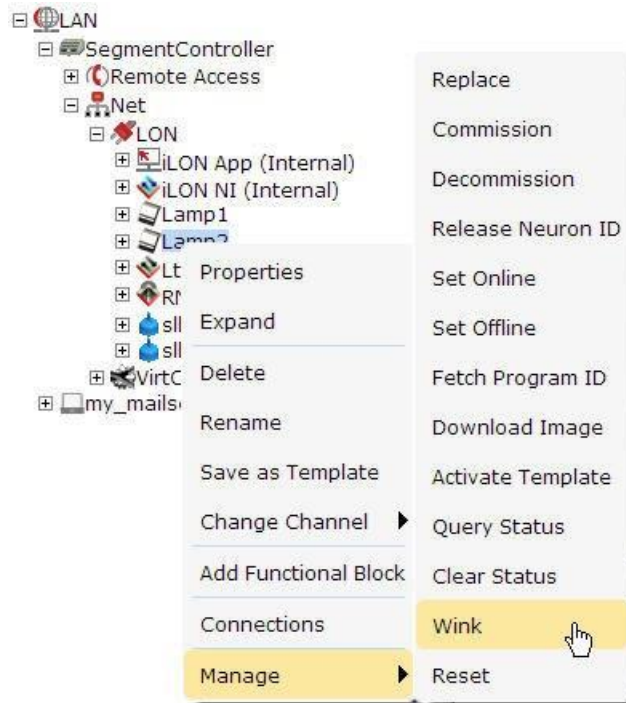 LAN
SegmentController
Remote Access
Net
LON
iLON App (Internal)
iLON NI (Internal)
Lamp1
Lamp2
Properties
Expand
Delete
Rename
Save as Template
Change Channel
Add Functional Block
Connections
Manage
Replace
Commission
Decommission
Release Neuron ID
Set Online
Set Offline
Fetch Program ID
Download Image
Activate Template
Query Status
Clear Status
Wink
Reset